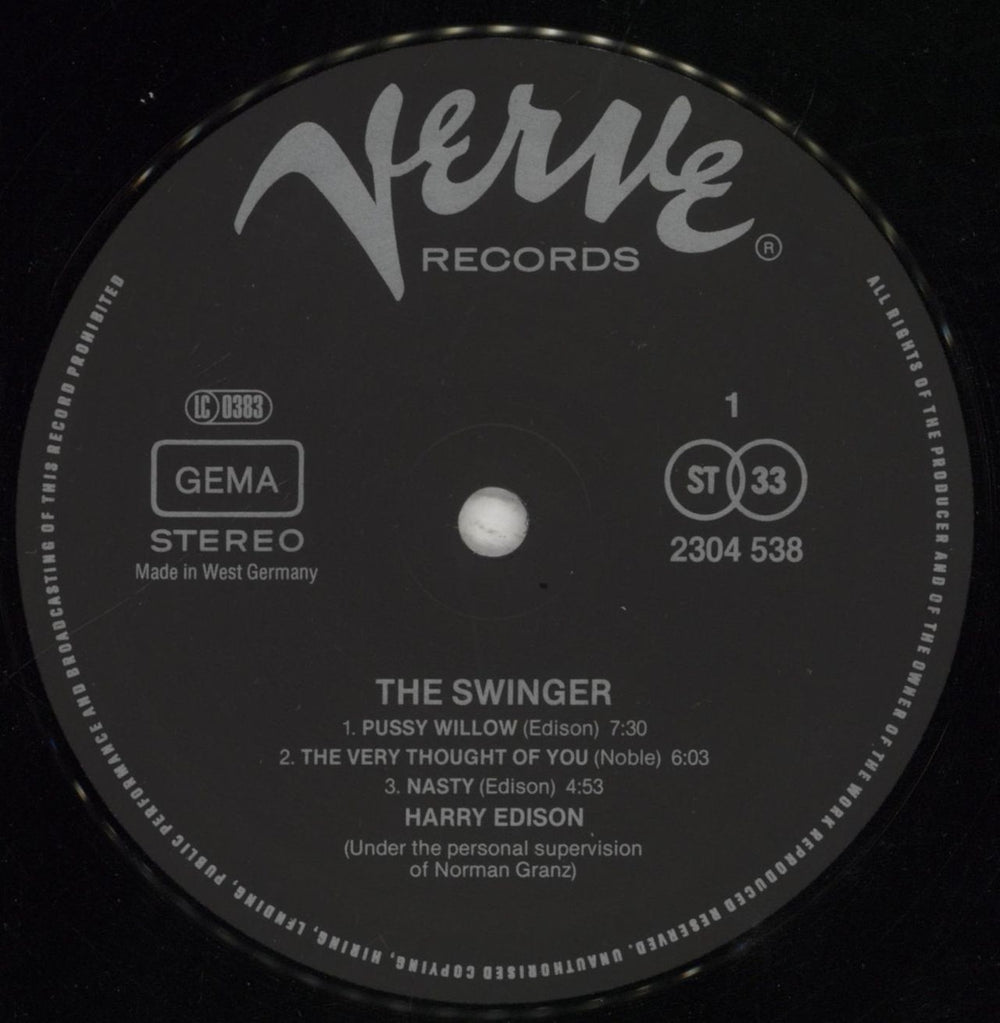 Verve
RECORDS
®
LC 0383
GEMA
STEREO
Made in West Germany
1
ST 33
2304 538
THE SWINGER
1. PUSSY WILLOW (Edison) 7:30
2. THE VERY THOUGHT OF YOU (Noble) 6:03
3. NASTY (Edison) 4:53
HARRY EDISON
(Under the personal supervision
of Norman Granz)
ALL RIGHTS OF THE PRODUCER AND OF THE OWNER OF THE WORK REPRODUCED RESERVED. UNAUTHORISED COPYING, HIRING, LENDING, PUBLIC PERFORMANCE AND BROADCASTING OF THIS RECORD PROHIBITED